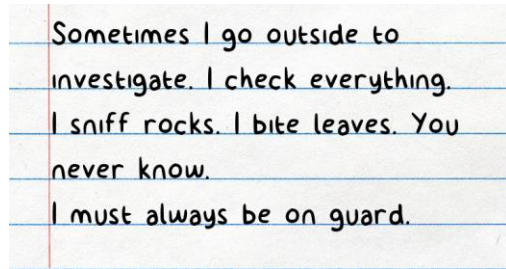 Sometimes I go outside to
investigate. I check everything.
I sniff rocks. I bite leaves. You
never know.
I must always be on guard.